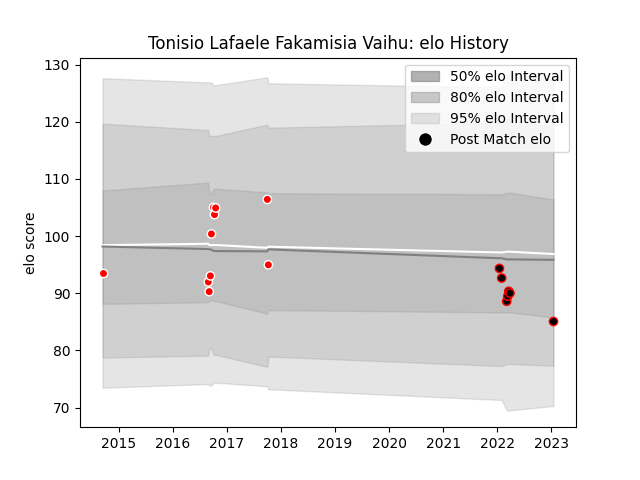 Tonisio Lafaele Fakamisia Vaihu: elo History
50% elo Interval
80% elo Interval
95% elo Interval
Post Match elo
elo score
130
120
110
100
90
80
70
2015 2016 2017 2018 2019 2020 2021 2022 2023